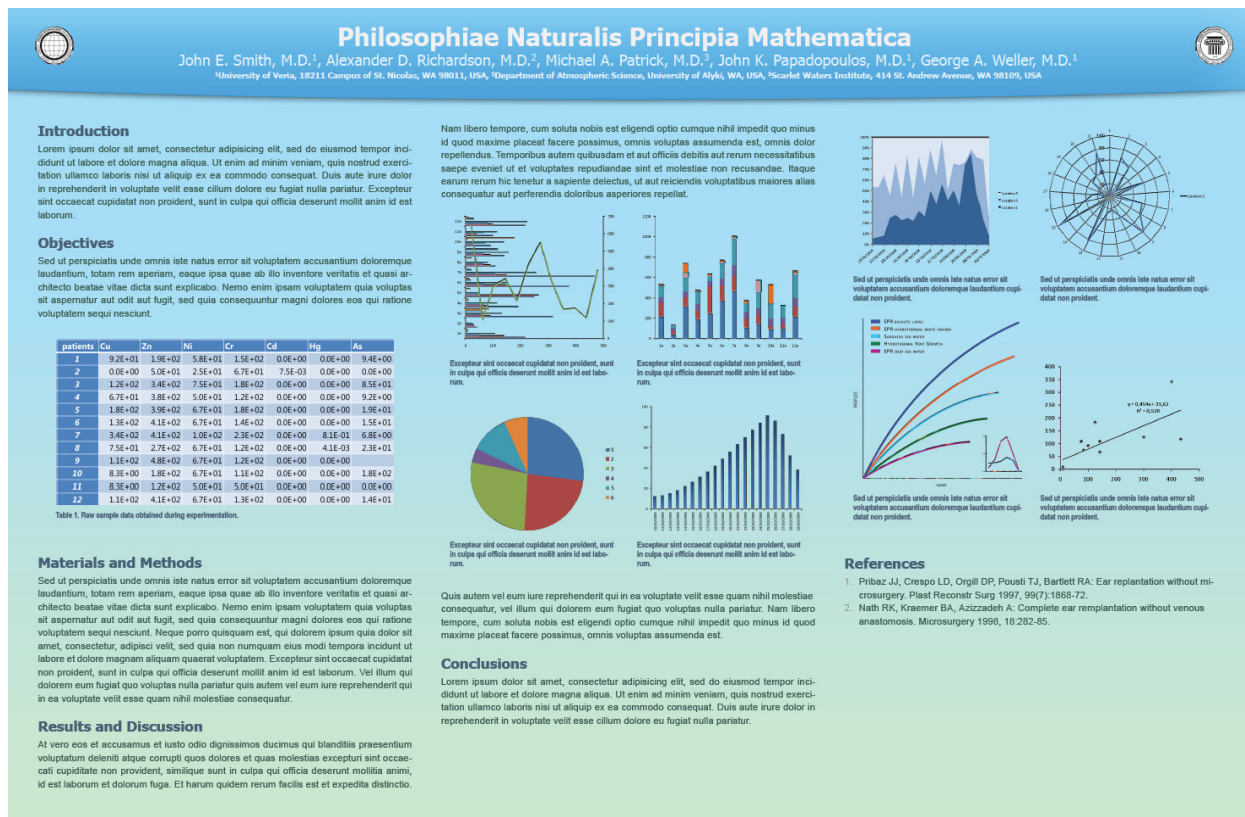 Philosophiae Naturalis Principia Mathematica
John E. Smith, M.D.¹, Alexander D. Richardson, M.D.², Michael A. Patrick, M.D.³, John K. Papadopoulos, M.D.¹, George A. Weller, M.D.¹
¹University of Veria, 18211 Campus of St. Nicolas, WA 98011, USA, ²Department of Atmospheric Science, University of Alyki, WA, USA, ³Scarlet Waters Institute, 414 St. Andrew Avenue, WA 98109, USA
Introduction
Lorem ipsum dolor sit amet, consectetur adipisicing elit, sed do eiusmod tempor inci-
didunt ut labore et dolore magna aliqua. Ut enim ad minim veniam, quis nostrud exerci-
tation ullamco laboris nisi ut aliquip ex ea commodo consequat. Duis aute irure dolor
in reprehenderit in voluptate velit esse cillum dolore eu fugiat nulla pariatur. Excepteur
sint occaecat cupidatat non proident, sunt in culpa qui officia deserunt mollit anim id est
laborum.
Objectives
Sed ut perspiciatis unde omnis iste natus error sit voluptatem accusantium doloremque
laudantium, totam rem aperiam, eaque ipsa quae ab illo inventore veritatis et quasi ar-
chitecto beatae vitae dicta sunt explicabo. Nemo enim ipsam voluptatem quia voluptas
sit aspernatur aut odit aut fugit, sed quia consequuntur magni dolores eos qui ratione
voluptatem sequi nesciunt.
patients Cu Zn Ni Cr Cd Hg As
1 9.2E+01 1.9E+02 5.8E+01 1.5E+02 0.0E+00 0.0E+00 9.4E+00
2 0.0E+00 5.0E+01 2.5E+01 6.7E+01 7.5E-03 0.0E+00 0.0E+00
3 1.2E+02 3.4E+02 7.5E+01 1.8E+02 0.0E+00 0.0E+00 8.5E+01
4 6.7E+01 3.8E+02 5.0E+01 1.2E+02 0.0E+00 0.0E+00 9.2E+00
5 1.8E+02 3.9E+02 6.7E+01 1.8E+02 0.0E+00 0.0E+00 1.9E+01
6 1.3E+02 4.1E+02 6.7E+01 1.4E+02 0.0E+00 0.0E+00 1.5E+01
7 3.4E+02 4.1E+02 1.0E+02 2.3E+02 0.0E+00 8.1E-01 6.8E+00
8 7.5E+01 2.7E+02 6.7E+01 1.2E+02 0.0E+00 4.1E-03 2.3E+01
9 1.1E+02 4.8E+02 6.7E+01 1.2E+02 0.0E+00 0.0E+00
10 8.3E+00 1.8E+02 6.7E+01 1.1E+02 0.0E+00 0.0E+00 1.8E+02
11 8.3E+00 1.2E+02 5.0E+01 5.0E+01 0.0E+00 0.0E+00 0.0E+00
12 1.1E+02 4.1E+02 6.7E+01 1.3E+02 0.0E+00 0.0E+00 1.4E+01
Table 1. Raw sample data obtained during experimentation.
Materials and Methods
Sed ut perspiciatis unde omnis iste natus error sit voluptatem accusantium doloremque
laudantium, totam rem aperiam, eaque ipsa quae ab illo inventore veritatis et quasi ar-
chitecto beatae vitae dicta sunt explicabo. Nemo enim ipsam voluptatem quia voluptas
sit aspernatur aut odit aut fugit, sed quia consequuntur magni dolores eos qui ratione
voluptatem sequi nesciunt. Neque porro quisquam est, qui dolorem ipsum quia dolor sit
amet, consectetur, adipisci velit, sed quia non numquam eius modi tempora incidunt ut
labore et dolore magnam aliquam quaerat voluptatem. Excepteur sint occaecat cupidatat
non proident, sunt in culpa qui officia deserunt mollit anim id est laborum. Vel illum qui
dolorem eum fugiat quo voluptas nulla pariatur quis autem vel eum iure reprehenderit qui
in ea voluptate velit esse quam nihil molestiae consequatur.
Results and Discussion
At vero eos et accusamus et iusto odio dignissimos ducimus qui blanditiis praesentium
voluptatum deleniti atque corrupti quos dolores et quas molestias excepturi sint occae-
cati cupiditate non provident, similique sunt in culpa qui officia deserunt mollitia animi,
id est laborum et dolorum fuga. Et harum quidem rerum facilis est et expedita distinctio.
Nam libero tempore, cum soluta nobis est eligendi optio cumque nihil impedit quo minus
id quod maxime placeat facere possimus, omnis voluptas assumenda est, omnis dolor
repellendus. Temporibus autem quibusdam et aut officiis debitis aut rerum necessitatibus
saepe eveniet ut et voluptates repudiandae sint et molestiae non recusandae. Itaque
earum rerum hic tenetur a sapiente delectus, ut aut reiciendis voluptatibus maiores alias
consequatur aut perferendis doloribus asperiores repellat.
Excepteur sint occaecat cupidatat non proident, sunt
in culpa qui officia deserunt mollit anim id est labo-
rum.
Excepteur sint occaecat cupidatat non proident, sunt
in culpa qui officia deserunt mollit anim id est labo-
rum.
1
2
3
4
5
6
Excepteur sint occaecat cupidatat non proident, sunt
in culpa qui officia deserunt mollit anim id est labo-
rum.
Excepteur sint occaecat cupidatat non proident, sunt
in culpa qui officia deserunt mollit anim id est labo-
rum.
Quis autem vel eum iure reprehenderit qui in ea voluptate velit esse quam nihil molestiae
consequatur, vel illum qui dolorem eum fugiat quo voluptas nulla pariatur. Nam libero
tempore, cum soluta nobis est eligendi optio cumque nihil impedit quo minus id quod
maxime placeat facere possimus, omnis voluptas assumenda est.
Conclusions
Lorem ipsum dolor sit amet, consectetur adipisicing elit, sed do eiusmod tempor inci-
didunt ut labore et dolore magna aliqua. Ut enim ad minim veniam, quis nostrud exerci-
tation ullamco laboris nisi ut aliquip ex ea commodo consequat. Duis aute irure dolor in
reprehenderit in voluptate velit esse cillum dolore eu fugiat nulla pariatur.
Sed ut perspiciatis unde omnis iste natus error sit
voluptatem accusantium doloremque laudantium cupi-
datat non proident.
Sed ut perspiciatis unde omnis iste natus error sit
voluptatem accusantium doloremque laudantium cupi-
datat non proident.
Sed ut perspiciatis unde omnis iste natus error sit
voluptatem accusantium doloremque laudantium cupi-
datat non proident.
400
350
300
250
200
150
100
50
0
y = 0,454x + 33,62
R² = 0,520
0 100 200 300 400 500
Sed ut perspiciatis unde omnis iste natus error sit
voluptatem accusantium doloremque laudantium cupi-
datat non proident.
References
1. Pribaz JJ, Crespo LD, Orgill DP, Pousti TJ, Bartlett RA: Ear replantation without mi-
crosurgery. Plast Reconstr Surg 1997, 99(7):1868-72.
2. Nath RK, Kraemer BA, Azizzadeh A: Complete ear remplantation without venous
anastomosis. Microsurgery 1998, 18:282-85.